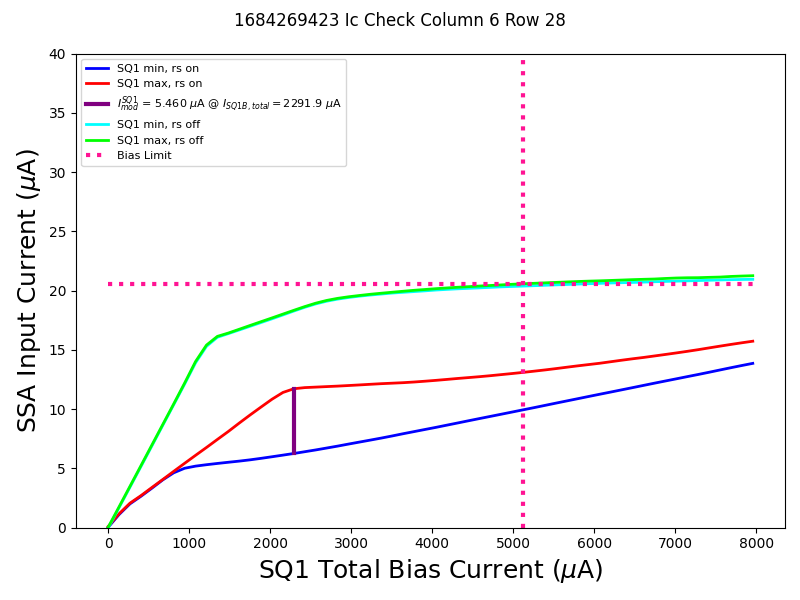 1684269423 Ic Check Column 6 Row 28
40
35
30
25
20
15
10
5
0
SSA Input Current (μA)
SQ1 min, rs on
SQ1 max, rs on
I_{mod}^{SQ1} = 5.460 μA @ I_{SQ1B, total} = 2291.9 μA
SQ1 min, rs off
SQ1 max, rs off
Bias Limit
0 1000 2000 3000 4000 5000 6000 7000 8000
SQ1 Total Bias Current (μA)